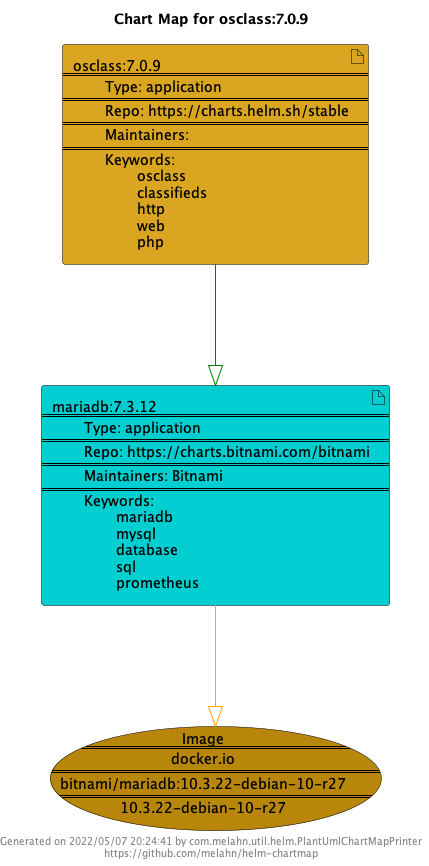 Chart Map for osclass:7.0.9
osclass:7.0.9
Type: application
Repo: https://charts.helm.sh/stable
Maintainers:
Keywords:
osclass
classifieds
http
web
php
mariadb:7.3.12
Type: application
Repo: https://charts.bitnami.com/bitnami
Maintainers: Bitnami
Keywords:
mariadb
mysql
database
sql
prometheus
Image
docker.io
bitnami/mariadb:10.3.22-debian-10-r27
10.3.22-debian-10-r27
Generated on 2022/05/07 20:24:41 by com.melahn.util.helm.PlantUmlChartMapPrinter
https://github.com/melahn/helm-chartmap